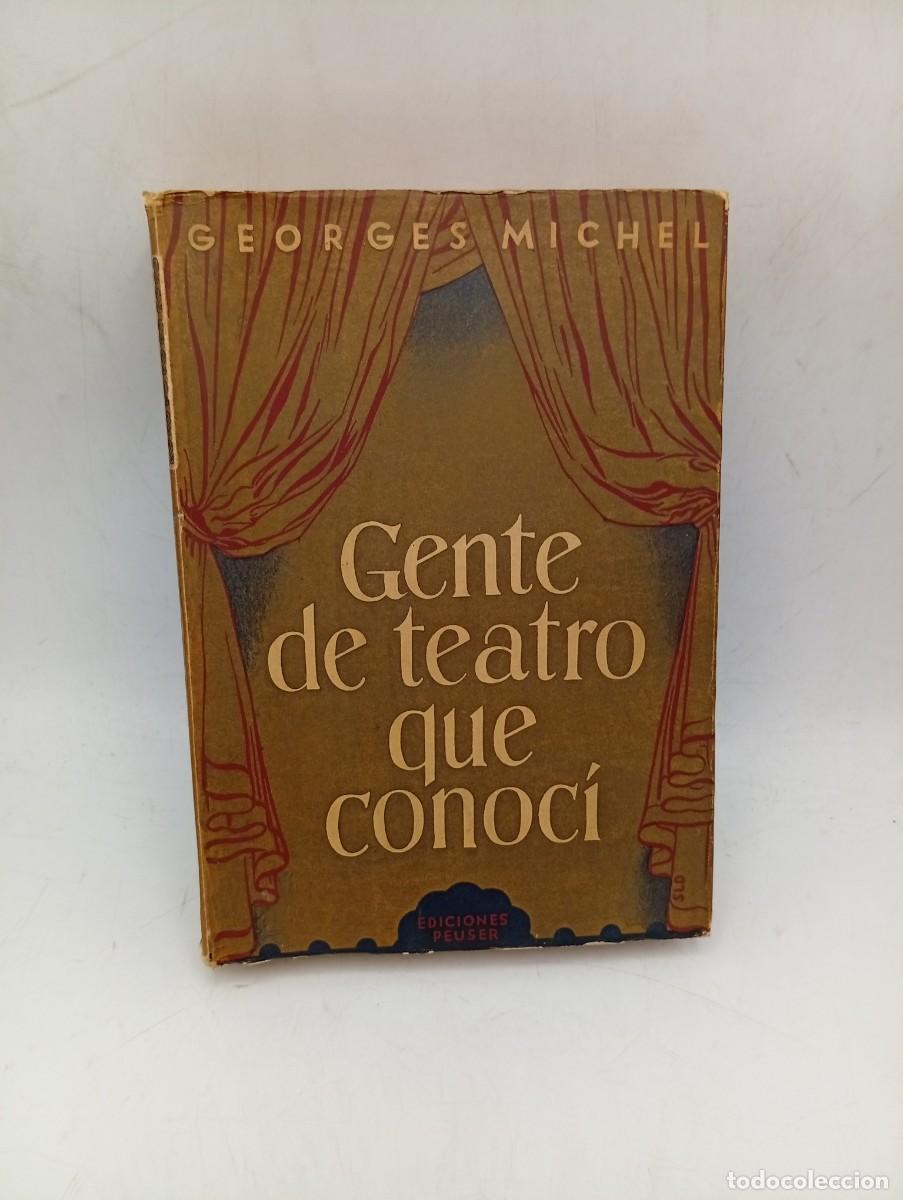 GEORGES MICHEL
Gente
de teatro
que
conocí
SLD
EDICIONES
PEUSER
todocoleccion